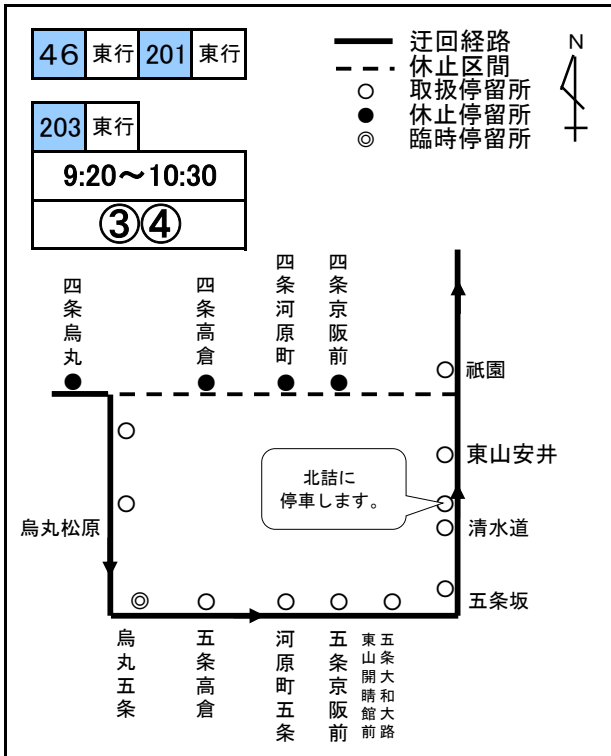 46 東行 201 東行
203 東行
9:20～10:30
③④
迂回経路
休止区間
取扱停留所
休止停留所
臨時停留所
N
四条烏丸
四条高倉
四条河原町
四条京阪前
祇園
東山安井
北詰に
停車します。
清水道
烏丸松原
五条坂
烏丸五条
五条高倉
河原町五条
五条京阪前
五条大和大路
東山開晴館前